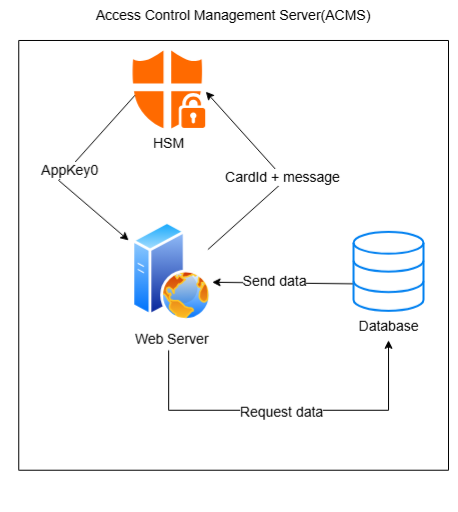 Access Control Management Server(ACMS)
HSM
AppKey0
CardId + message
Send data
Database
Web Server
Request data